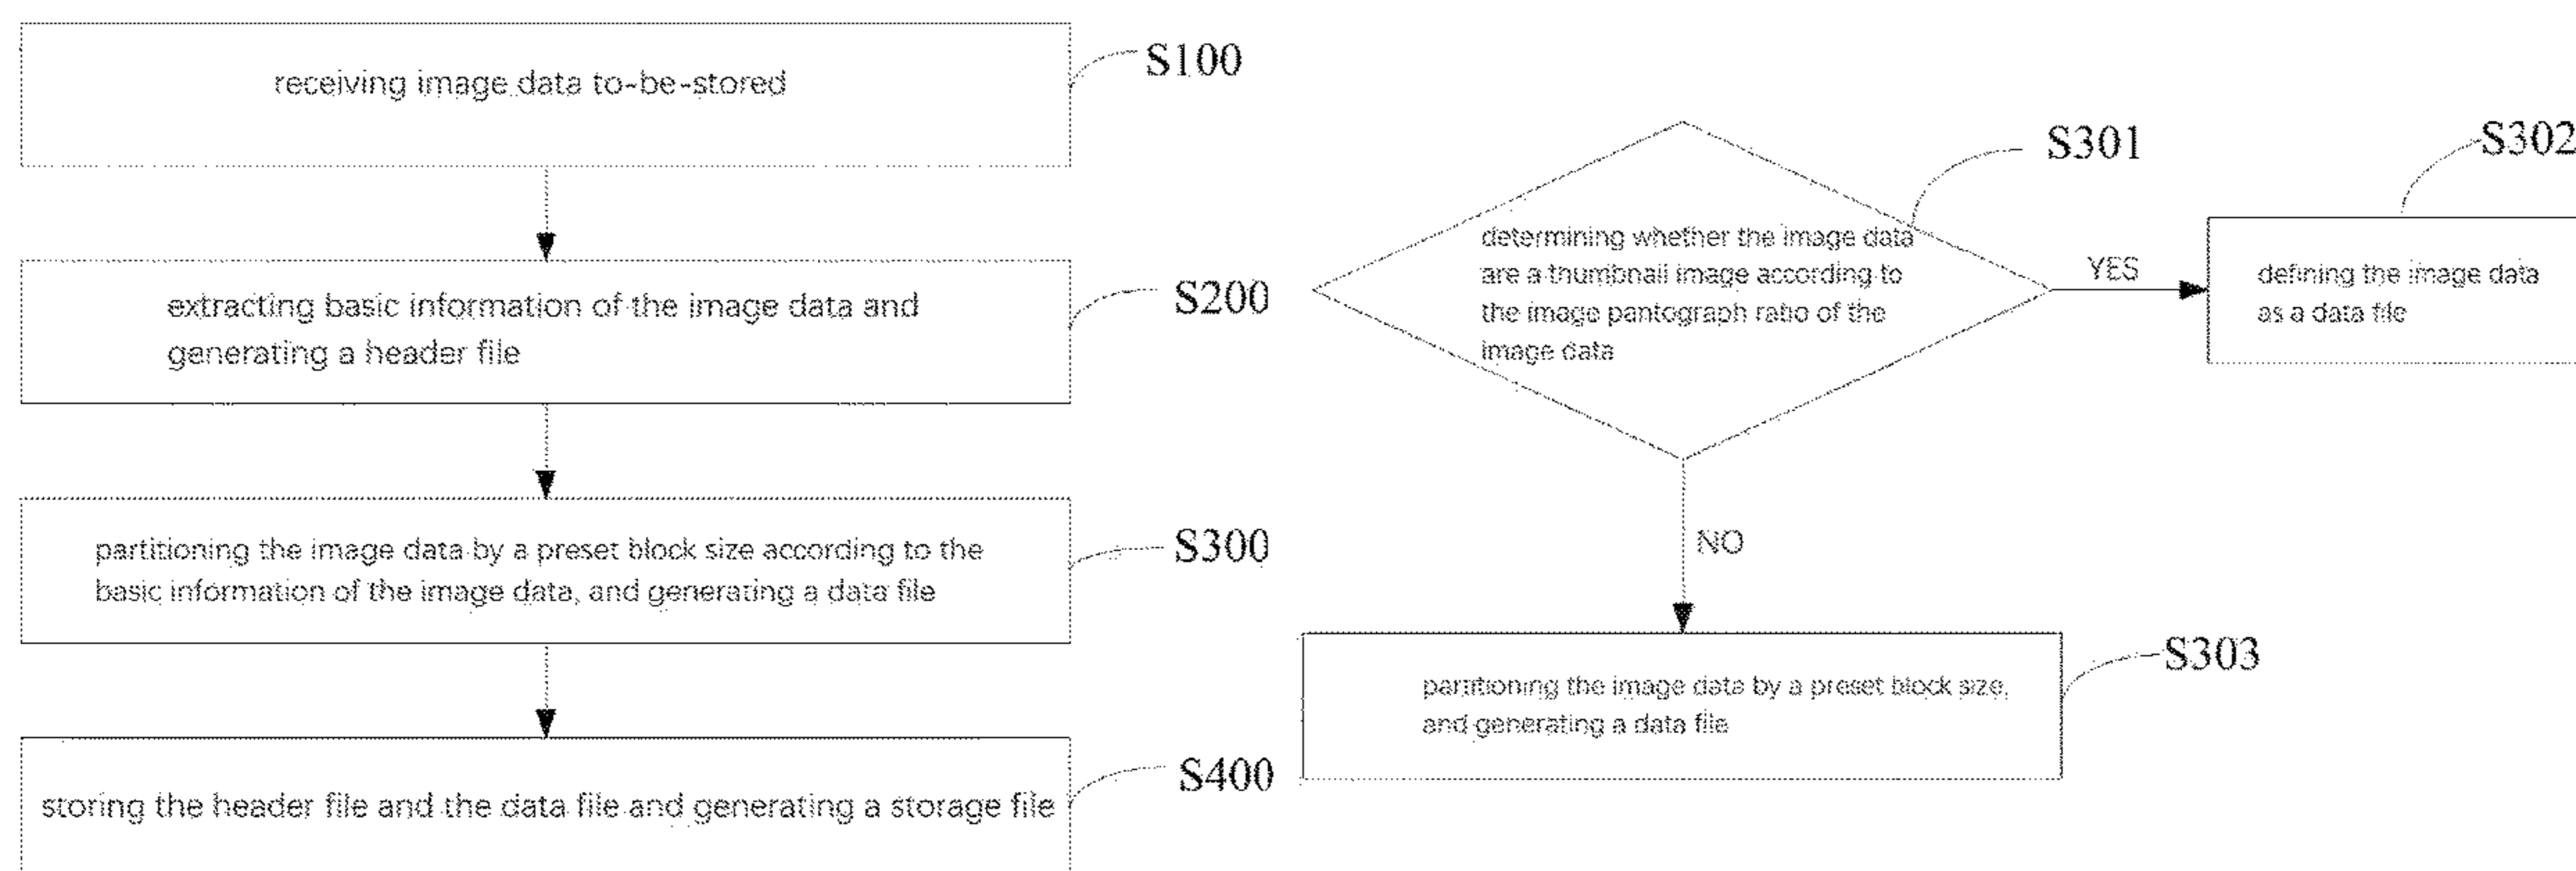 receiving image data to-be-stored
S100
extracting basic information of the image data and
generating a header file
S200
partitioning the image data by a preset block size according to the
basic information of the image data, and generating a data file
S300
storing the header file and the data file and generating a storage file
S400
determining whether the image data
are a thumbnail image according to
the image pantograph ratio of the
image data
S301
YES
defining the image data
as a data file
S302
NO
partitioning the image data by a preset block size,
and generating a data file
S303